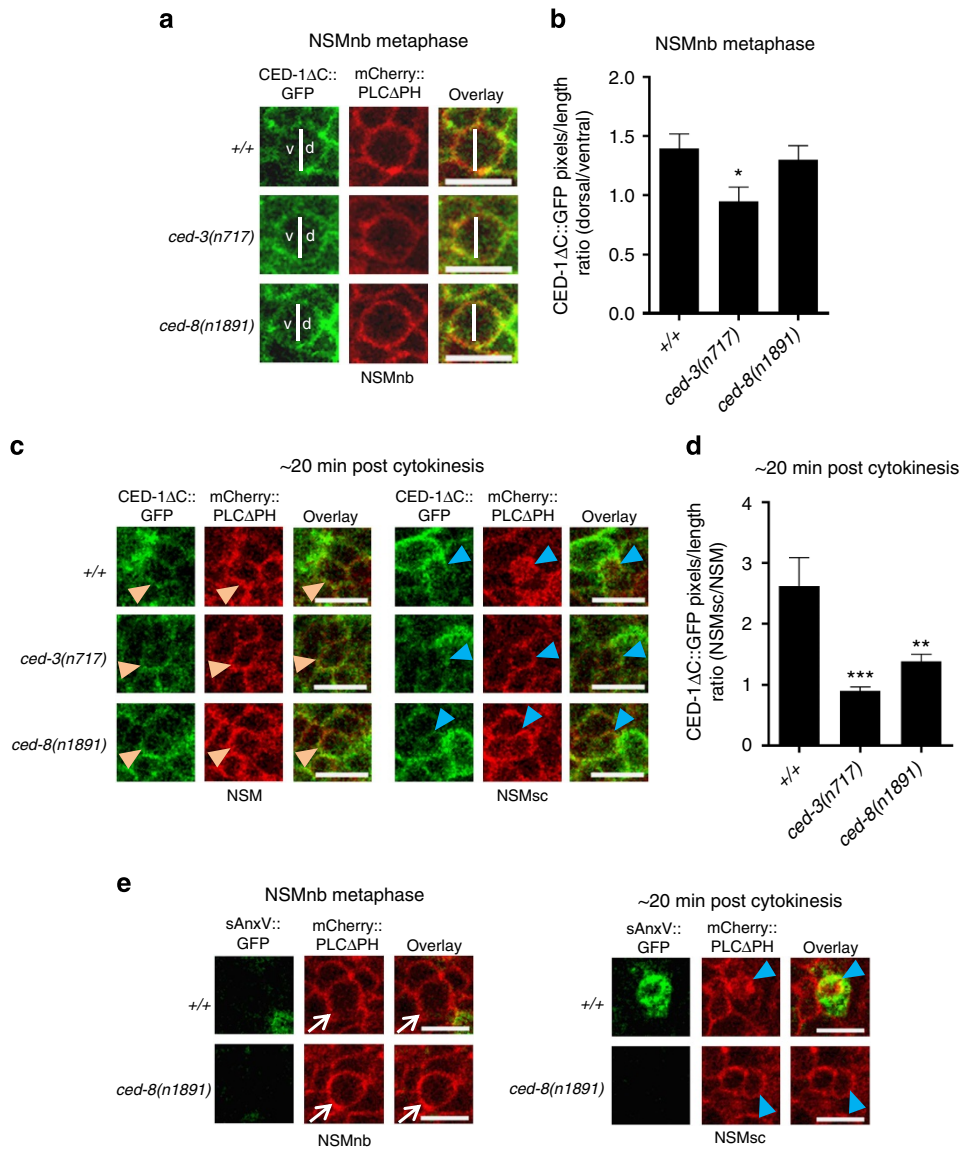 a
NSMnb metaphase
CED-1ΔC::
GFP
mCherry::
PLCΔPH
Overlay
+/+
v d
ced-3(n717)
v d
ced-8(n1891)
v d
NSMnb
b
NSMnb metaphase
CED-1ΔC::GFP pixels/length
ratio (dorsal/ventral)
2.0
1.5
1.0
0.5
0.0
*
+/+
ced-3(n717)
ced-8(n1891)
c
~20 min post cytokinesis
CED-1ΔC::
GFP
mCherry::
PLCΔPH
Overlay
CED-1ΔC::
GFP
mCherry::
PLCΔPH
Overlay
+/+
ced-3(n717)
ced-8(n1891)
NSM
NSMsc
d
~20 min post cytokinesis
CED-1ΔC::GFP pixels/length
ratio (NSMsc/NSM)
4
3
2
1
0
***
**
+/+
ced-3(n717)
ced-8(n1891)
e
NSMnb metaphase
sAnxV::
GFP
mCherry::
PLCΔPH
Overlay
+/+
ced-8(n1891)
NSMnb
~20 min post cytokinesis
sAnxV::
GFP
mCherry::
PLCΔPH
Overlay
+/+
ced-8(n1891)
NSMsc